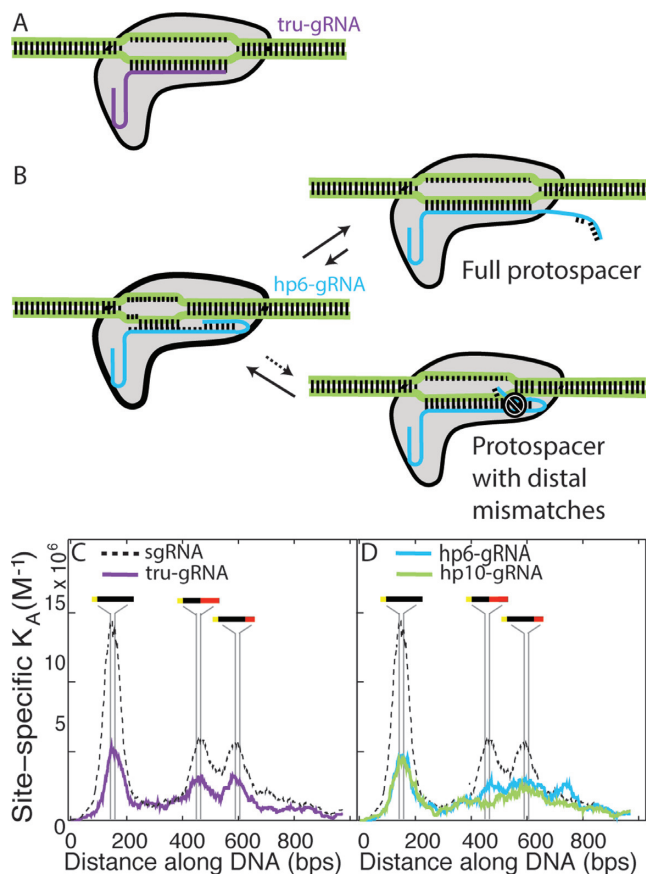 A
tru-gRNA
B
hp6-gRNA
Full protospacer
Protospacer
with distal
mismatches
C
sgRNA
tru-gRNA
D
hp6-gRNA
hp10-gRNA
Site–specific K_A (M⁻¹)
x 10⁶
15
10
5
0
0 200 400 600 800
Distance along DNA (bps)
0 200 400 600 800
Distance along DNA (bps)